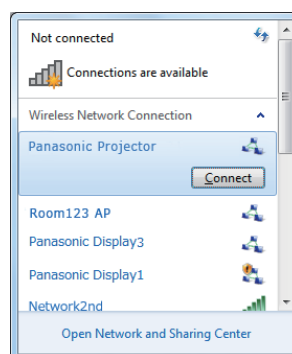 Not connected
Connections are available
Wireless Network Connection
Panasonic Projector
Connect
Room123 AP
Panasonic Display3
Panasonic Display1
Network2nd
Open Network and Sharing Center